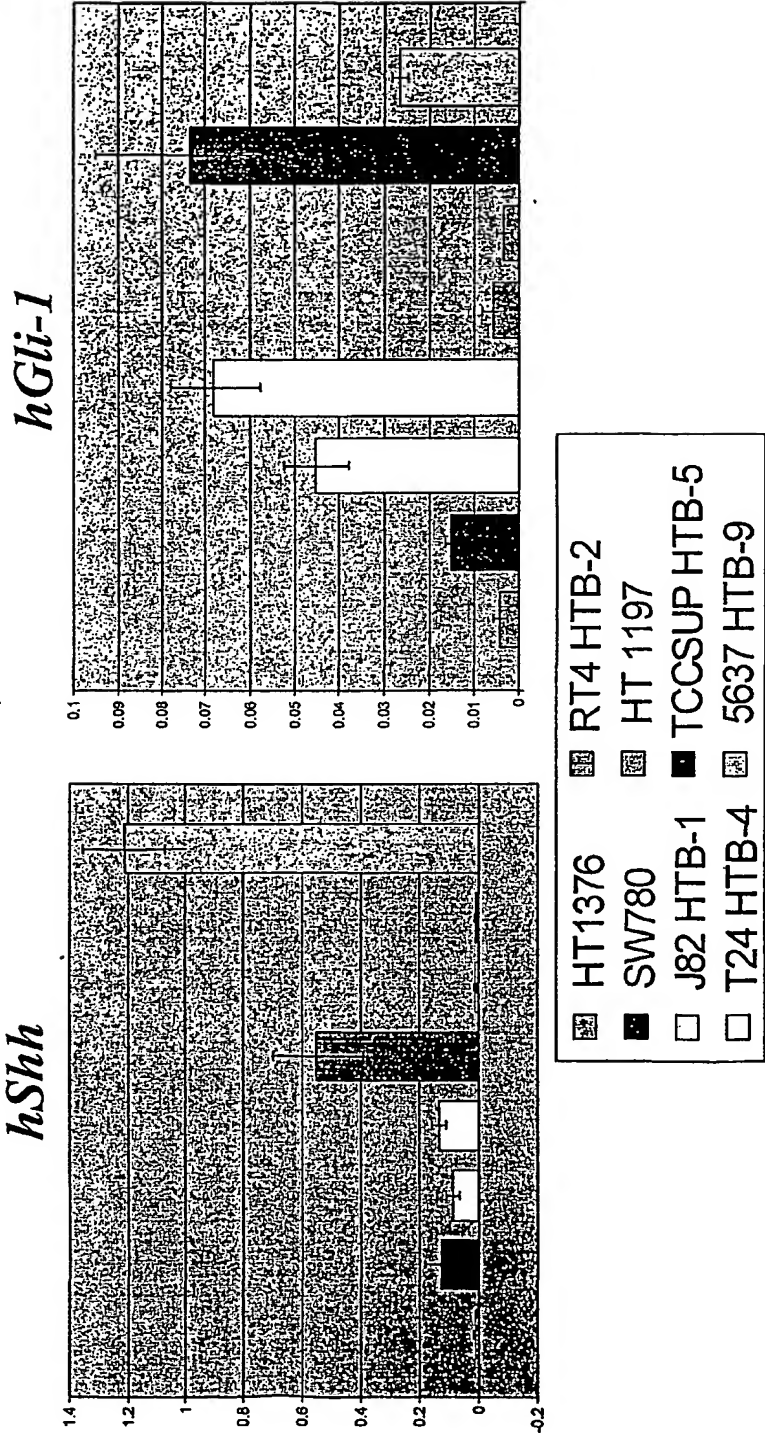 hShh
1.4
1.2
1
0.8
0.6
0.4
0.2
0
-0.2
hGli-1
0.1
0.09
0.08
0.07
0.06
0.05
0.04
0.03
0.02
0.01
0
HT1376
RT4 HTB-2
SW780
HT 1197
J82 HTB-1
TCCSUP HTB-5
T24 HTB-4
5637 HTB-9